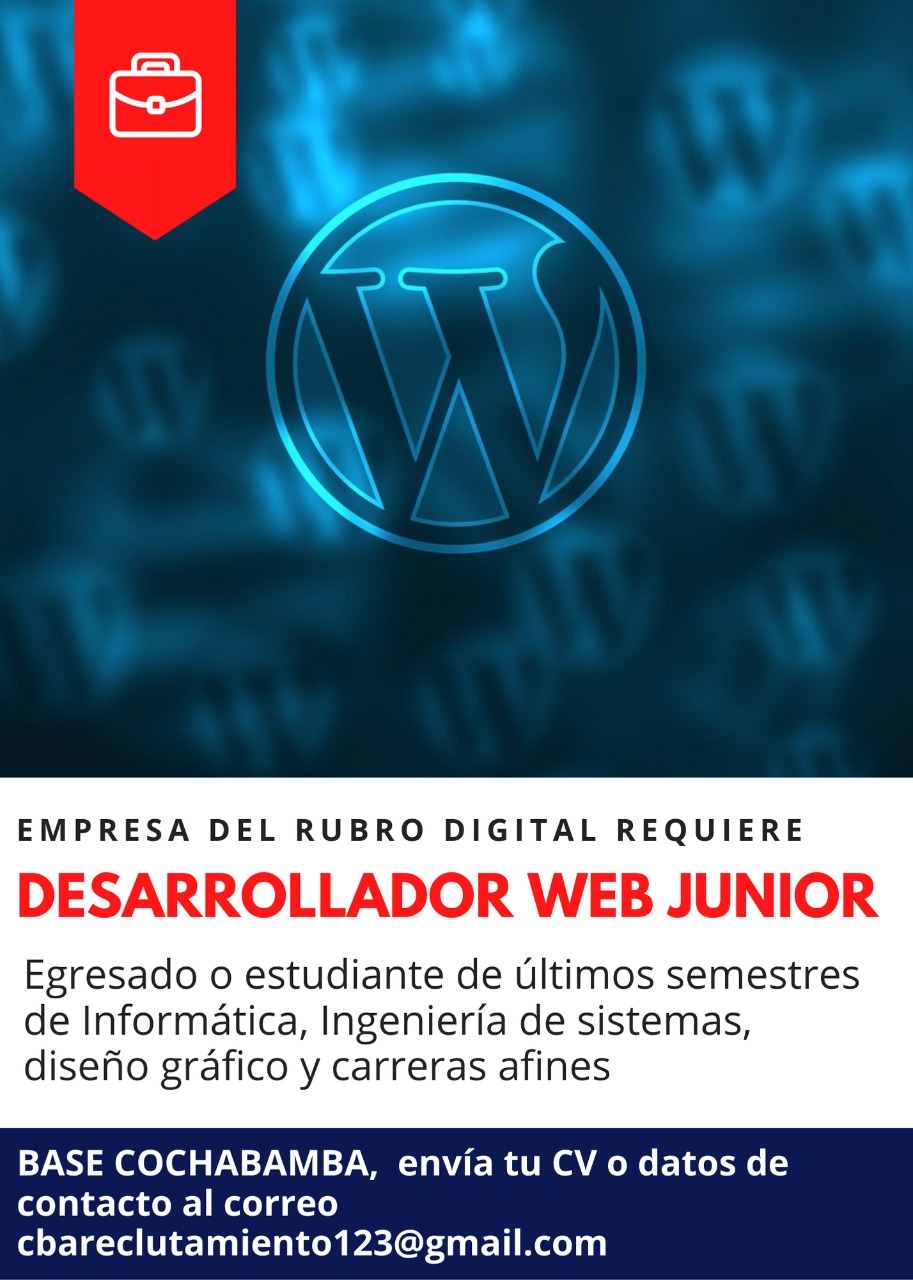 EMPRESA DEL RUBRO DIGITAL REQUIERE
DESARROLLADOR WEB JUNIOR
Egresado o estudiante de últimos semestres
de Informática, Ingeniería de sistemas,
diseño gráfico y carreras afines
BASE COCHABAMBA, envía tu CV o datos de
contacto al correo
cbareclutamiento123@gmail.com